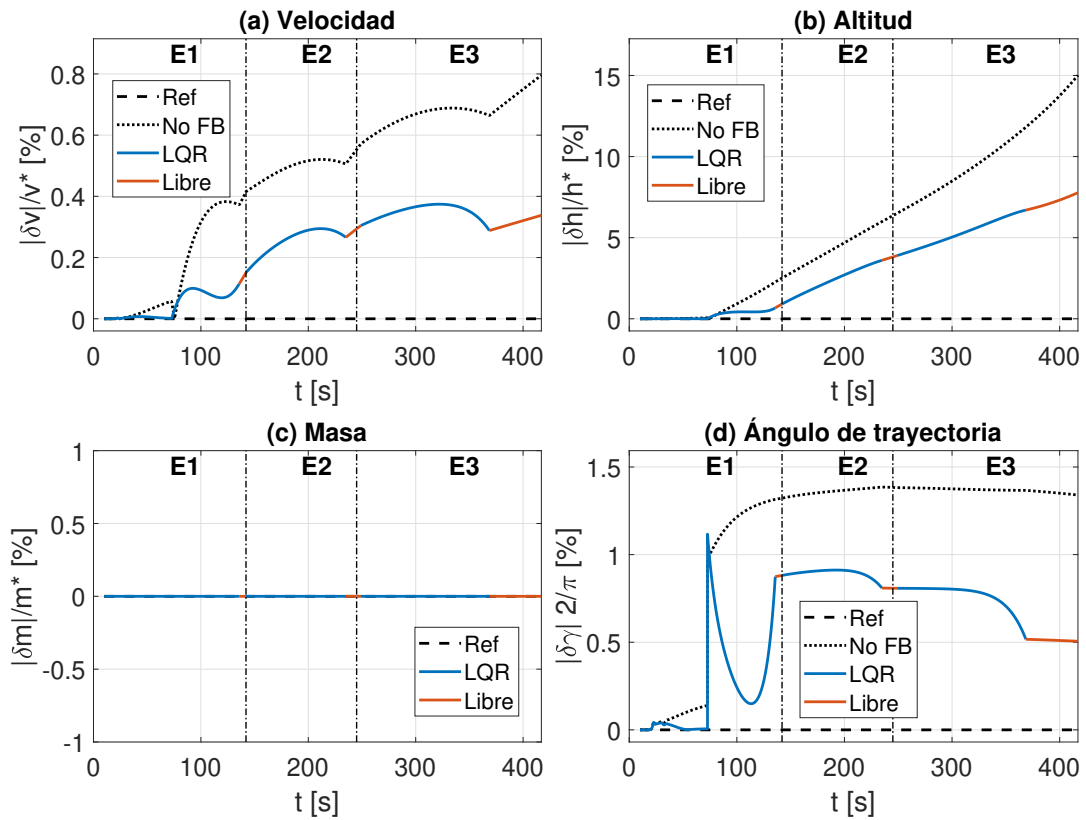 (a) Velocidad
E1 E2 E3
0.8
0.6
0.4
0.2
0
|δv|/v* [%]
Ref
No FB
LQR
Libre
0 100 200 300 400
t [s]
(b) Altitud
E1 E2 E3
15
10
5
0
|δh|/h* [%]
Ref
No FB
LQR
Libre
0 100 200 300 400
t [s]
(c) Masa
E1 E2 E3
1
0.5
0
-0.5
-1
|δm|/m* [%]
Ref
LQR
Libre
0 100 200 300 400
t [s]
(d) Ángulo de trayectoria
E1 E2 E3
1.5
1
0.5
0
|δγ| 2/π [%]
Ref
No FB
LQR
Libre
0 100 200 300 400
t [s]